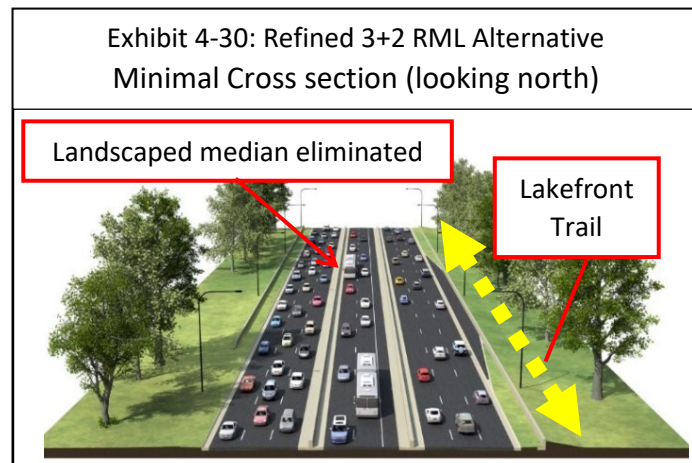 Exhibit 4-30: Refined 3+2 RML Alternative
Minimal Cross section (looking north)
Landscaped median eliminated
Lakefront
Trail